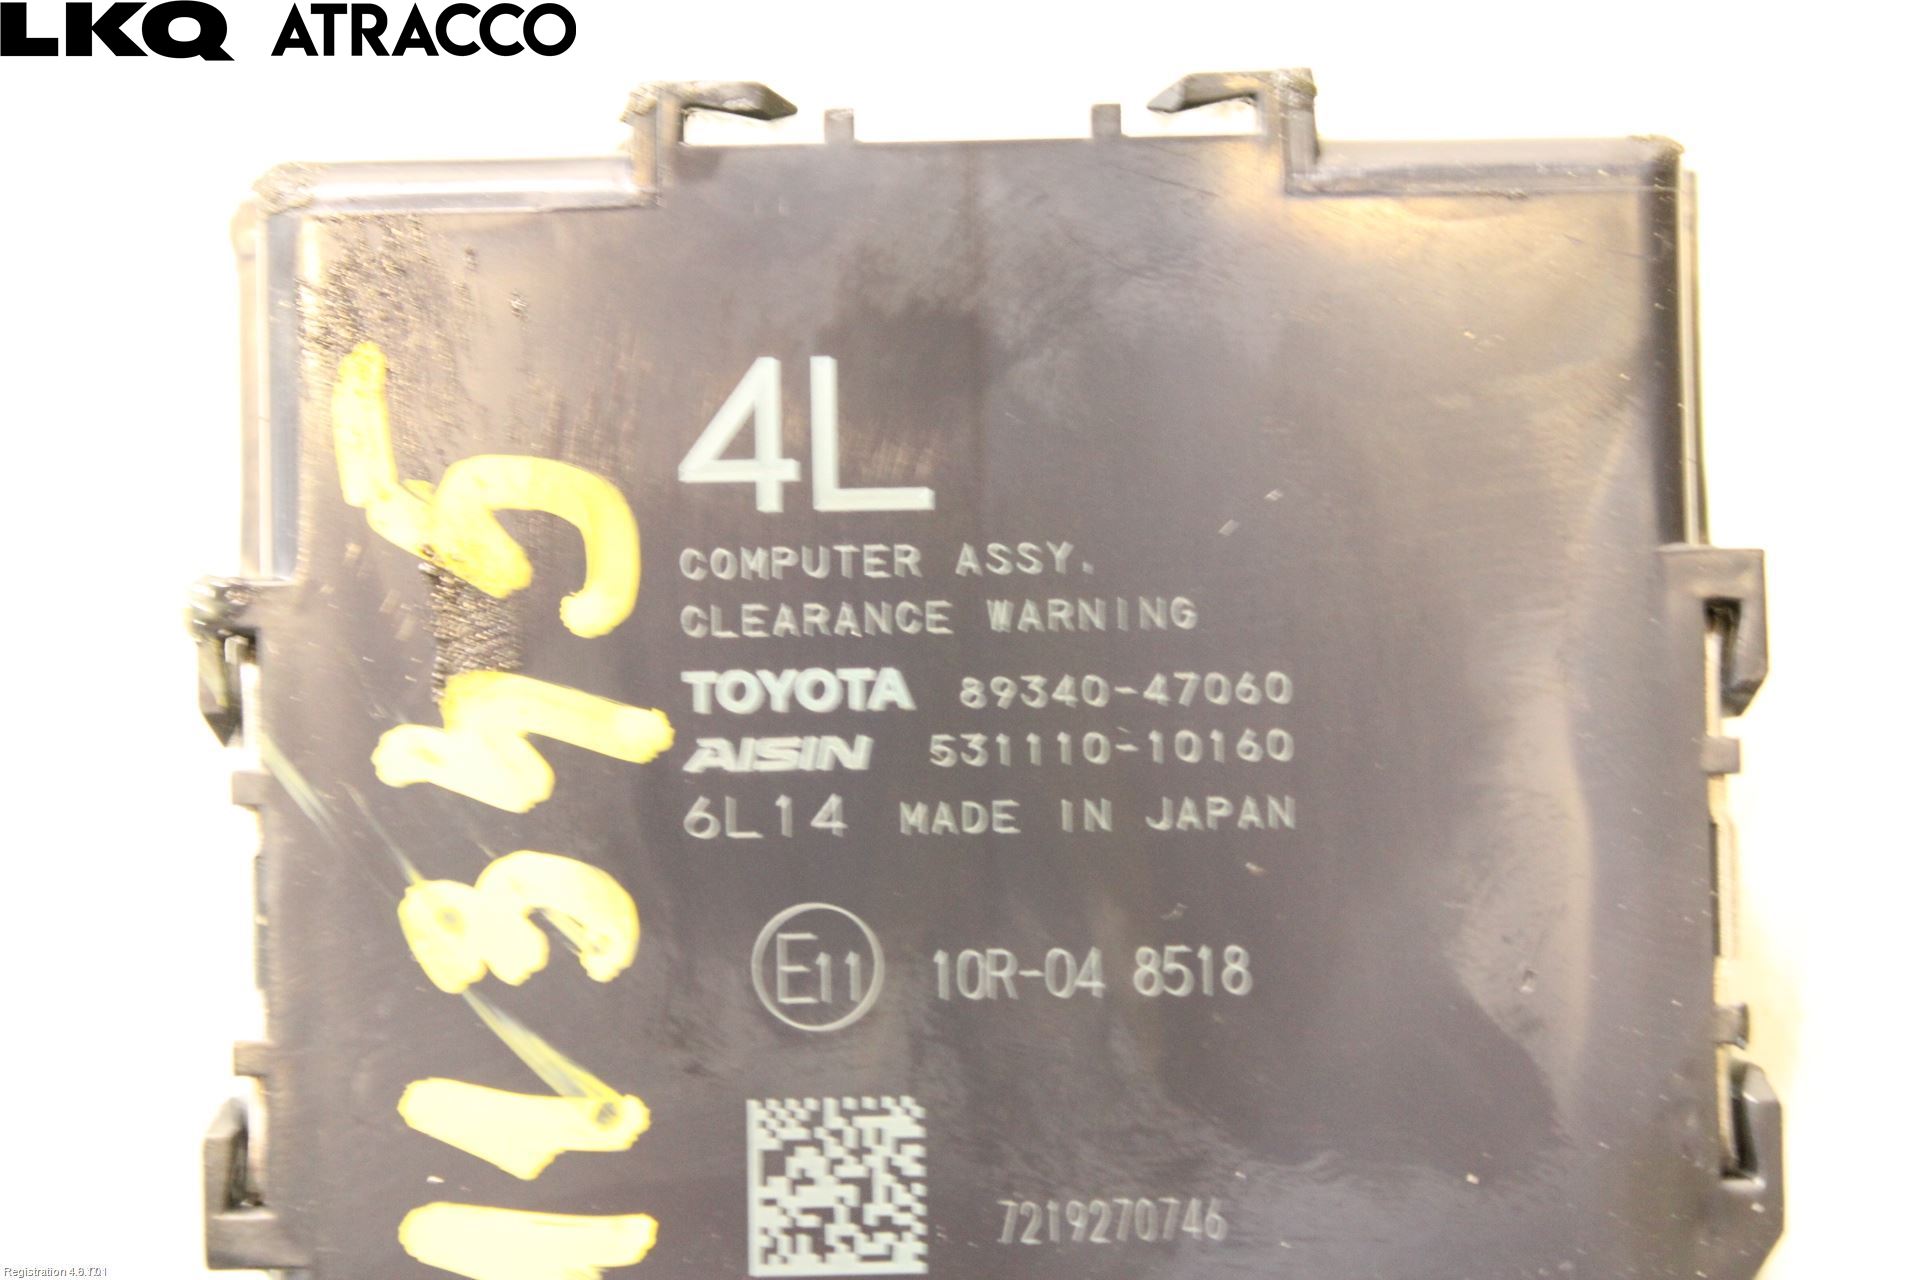 LKQ ATRACCO
4L
COMPUTER ASSY.
CLEARANCE WARNING
TOYOTA 89340-47060
AISIN 531110-10160
6L14 MADE IN JAPAN
E11 10R-04 8518
7219270746